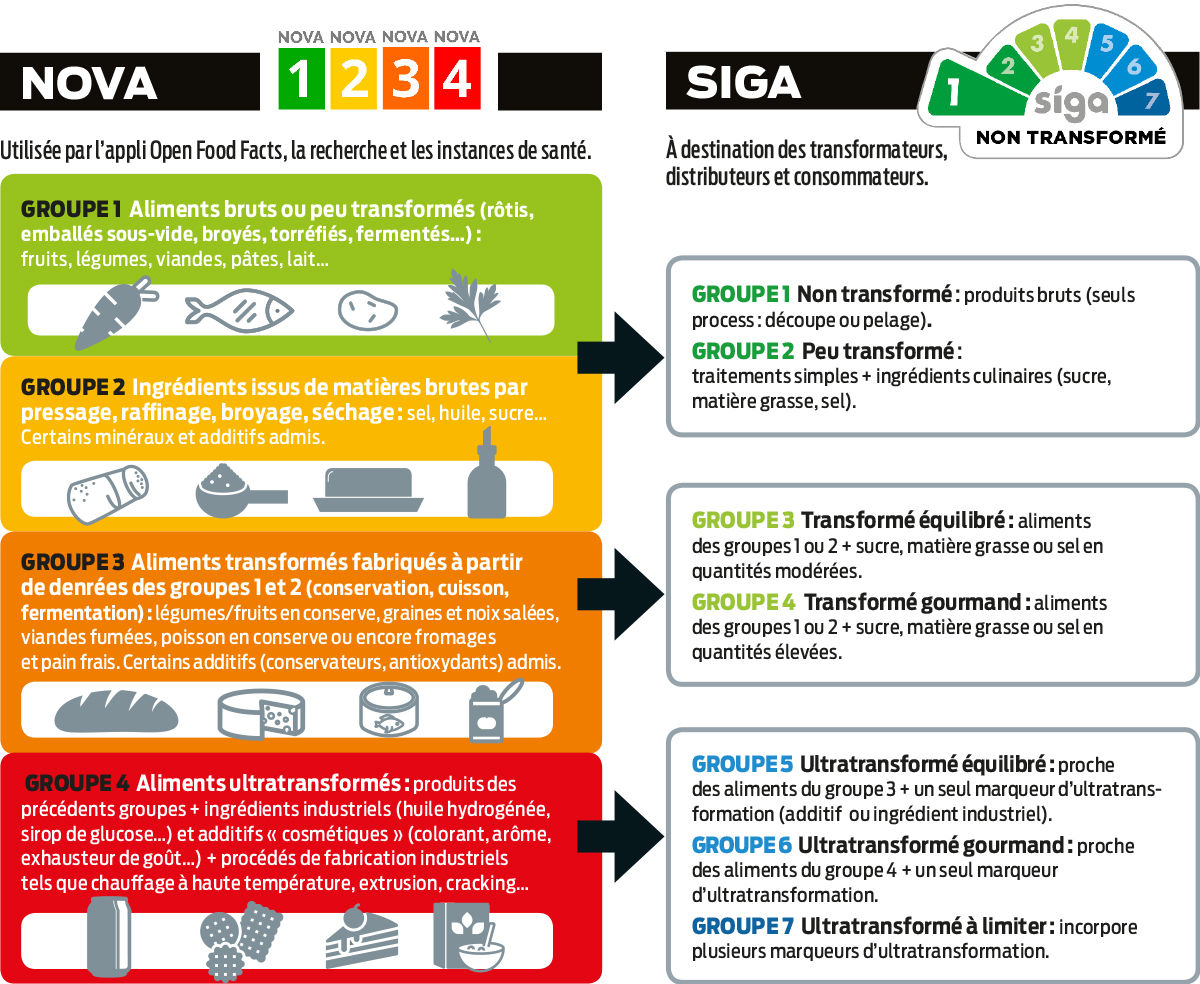 NOVA
NOVA NOVA NOVA NOVA
1 2 3 4
Utilisée par l'appli Open Food Facts, la recherche et les instances de santé.
GROUPE 1 Aliments bruts ou peu transformés (rôtis,
emballés sous-vide, broyés, torréfiés, fermentés...) :
fruits, légumes, viandes, pâtes, lait...
GROUPE 2 Ingrédients issus de matières brutes par
pressage, raffinage, broyage, séchage : sel, huile, sucre...
Certains minéraux et additifs admis.
GROUPE 3 Aliments transformés fabriqués à partir
de denrées des groupes 1 et 2 (conservation, cuisson,
fermentation) : légumes/fruits en conserve, graines et noix salées,
viandes fumées, poisson en conserve ou encore fromages
et pain frais. Certains additifs (conservateurs, antioxydants) admis.
GROUPE 4 Aliments ultratransformés : produits des
précédents groupes + ingrédients industriels (huile hydrogénée,
sirop de glucose...) et additifs « cosmétiques » (colorant, arôme,
exhausteur de goût...) + procédés de fabrication industriels
tels que chauffage à haute température, extrusion, cracking...
SIGA
1 2 3 4 5 6 7
siga
NON TRANSFORMÉ
À destination des transformateurs,
distributeurs et consommateurs.
GROUPE 1 Non transformé : produits bruts (seuls
process : découpe ou pelage).
GROUPE 2 Peu transformé :
traitements simples + ingrédients culinaires (sucre,
matière grasse, sel).
GROUPE 3 Transformé équilibré : aliments
des groupes 1 ou 2 + sucre, matière grasse ou sel en
quantités modérées.
GROUPE 4 Transformé gourmand : aliments
des groupes 1 ou 2 + sucre, matière grasse ou sel en
quantités élevées.
GROUPE 5 Ultratransformé équilibré : proche
des aliments du groupe 3 + un seul marqueur d'ultratrans-
formation (additif ou ingrédient industriel).
GROUPE 6 Ultratransformé gourmand : proche
des aliments du groupe 4 + un seul marqueur
d'ultratransformation.
GROUPE 7 Ultratransformé à limiter : incorpore
plusieurs marqueurs d'ultratransformation.